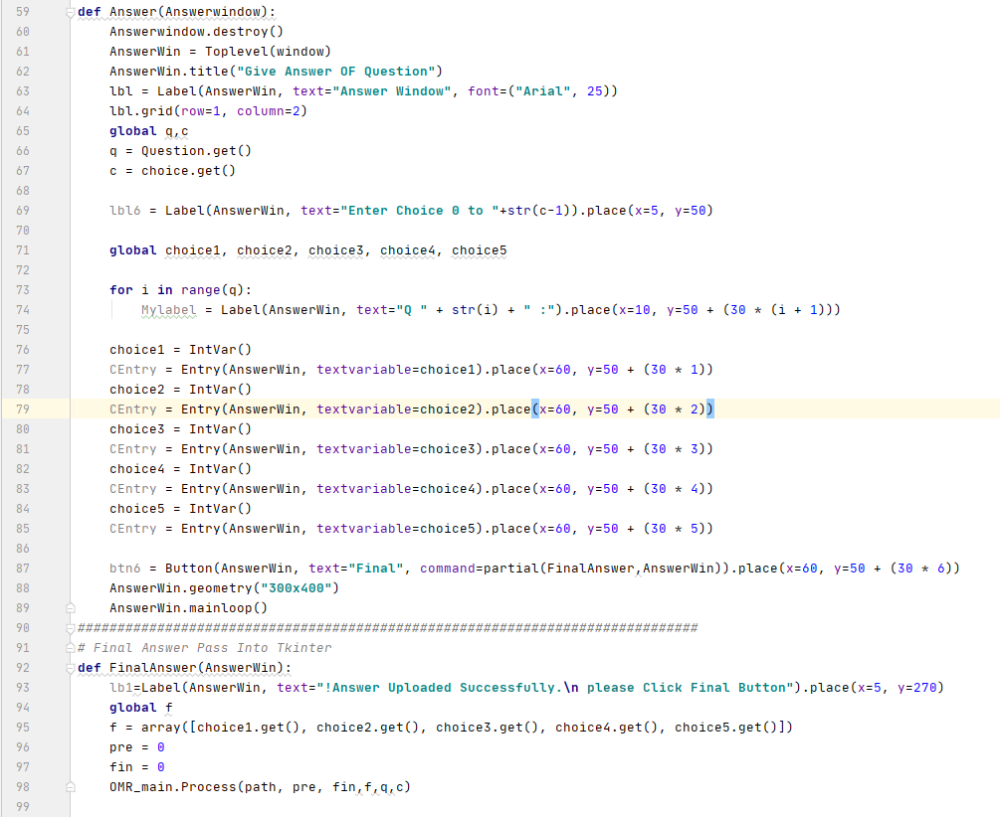 59 def Answer(Answerwindow):
60     Answerwindow.destroy()
61     AnswerWin = Toplevel(window)
62     AnswerWin.title("Give Answer OF Question")
63     lbl = Label(AnswerWin, text="Answer Window", font=("Arial", 25))
64     lbl.grid(row=1, column=2)
65     global q,c
66     q = Question.get()
67     c = choice.get()
68
69     lbl6 = Label(AnswerWin, text="Enter Choice 0 to "+str(c-1)).place(x=5, y=50)
70
71     global choice1, choice2, choice3, choice4, choice5
72
73     for i in range(q):
74         Mylabel = Label(AnswerWin, text="Q " + str(i) + " :").place(x=10, y=50 + (30 * (i + 1)))
75
76     choice1 = IntVar()
77     CEntry = Entry(AnswerWin, textvariable=choice1).place(x=60, y=50 + (30 * 1))
78     choice2 = IntVar()
79     CEntry = Entry(AnswerWin, textvariable=choice2).place(x=60, y=50 + (30 * 2))
80     choice3 = IntVar()
81     CEntry = Entry(AnswerWin, textvariable=choice3).place(x=60, y=50 + (30 * 3))
82     choice4 = IntVar()
83     CEntry = Entry(AnswerWin, textvariable=choice4).place(x=60, y=50 + (30 * 4))
84     choice5 = IntVar()
85     CEntry = Entry(AnswerWin, textvariable=choice5).place(x=60, y=50 + (30 * 5))
86
87     btn6 = Button(AnswerWin, text="Final", command=partial(FinalAnswer,AnswerWin)).place(x=60, y=50 + (30 * 6))
88     AnswerWin.geometry("300x400")
89     AnswerWin.mainloop()
90 ##############################################################################
91 # Final Answer Pass Into Tkinter
92 def FinalAnswer(AnswerWin):
93     lb1=Label(AnswerWin, text="!Answer Uploaded Successfully.\n please Click Final Button").place(x=5, y=270)
94     global f
95     f = array([choice1.get(), choice2.get(), choice3.get(), choice4.get(), choice5.get()])
96     pre = 0
97     fin = 0
98     OMR_main.Process(path, pre, fin,f,q,c)
99